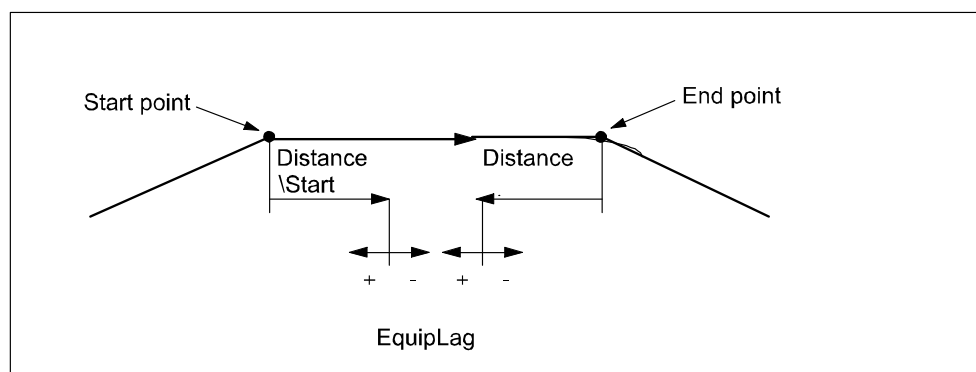 Start point
End point
Distance
\Start
Distance
+ - + -
EquipLag